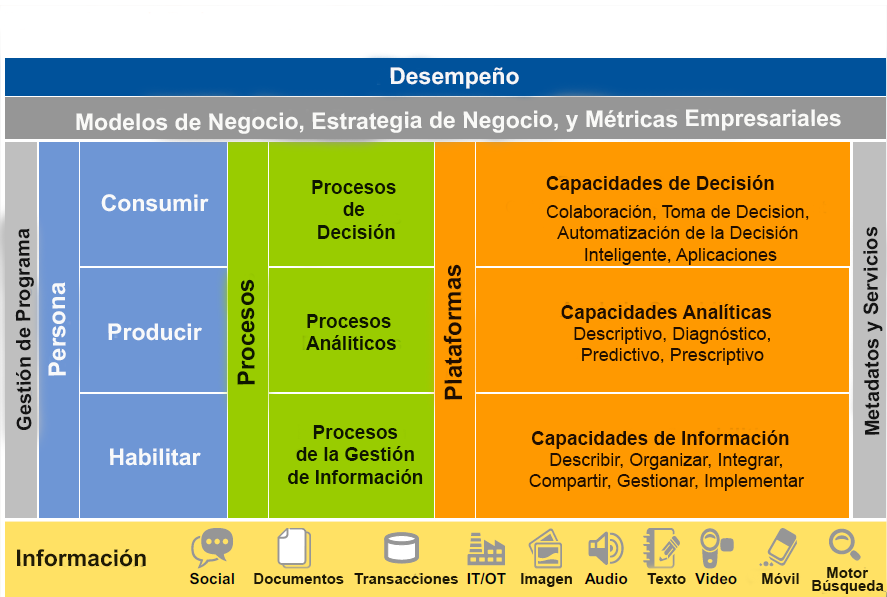 Desempeño
Modelos de Negocio, Estrategia de Negocio, y Métricas Empresariales
Gestión de Programa
Persona
Consumir
Producir
Habilitar
Procesos
Procesos
de
Decisión
Procesos
Análiticos
Procesos
de la Gestión
de Información
Plataformas
Capacidades de Decisión
Colaboración, Toma de Decision,
Automatización de la Decisión
Inteligente, Aplicaciones
Capacidades Analíticas
Descriptivo, Diagnóstico,
Predictivo, Prescriptivo
Capacidades de Información
Describir, Organizar, Integrar,
Compartir, Gestionar, Implementar
Metadatos y Servicios
Información
Social
Documentos
Transacciones
IT/OT
Imagen
Audio
Texto
Video
Móvil
Motor
Búsqueda